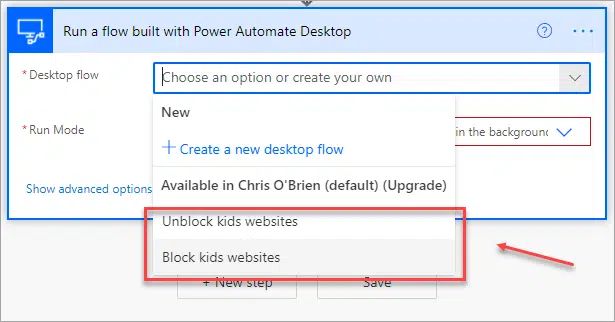 Run a flow built with Power Automate Desktop
* Desktop flow
Choose an option or create your own
New
+ Create a new desktop flow
* Run Mode
in the background
Available in Chris O'Brien (default) (Upgrade)
Show advanced options
Unblock kids websites
Block kids websites
+ New step
Save